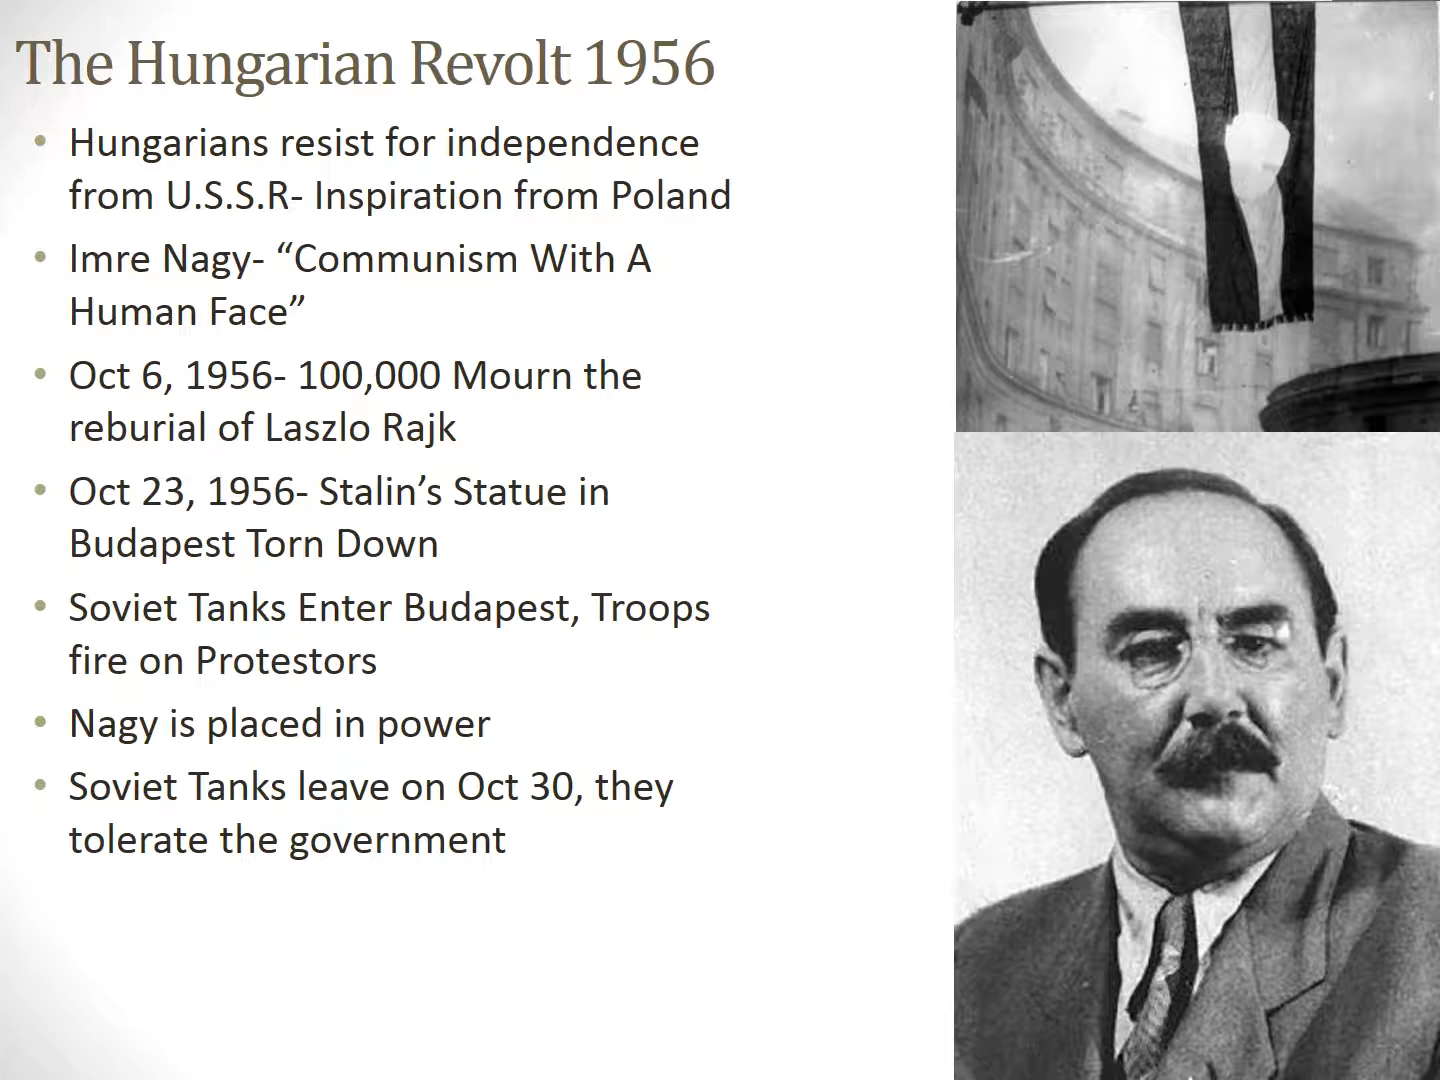 The Hungarian Revolt 1956
• Hungarians resist for independence
from U.S.S.R- Inspiration from Poland
• Imre Nagy- “Communism With A
Human Face”
• Oct 6, 1956- 100,000 Mourn the
reburial of Laszlo Rajk
• Oct 23, 1956- Stalin’s Statue in
Budapest Torn Down
• Soviet Tanks Enter Budapest, Troops
fire on Protestors
• Nagy is placed in power
• Soviet Tanks leave on Oct 30, they
tolerate the government